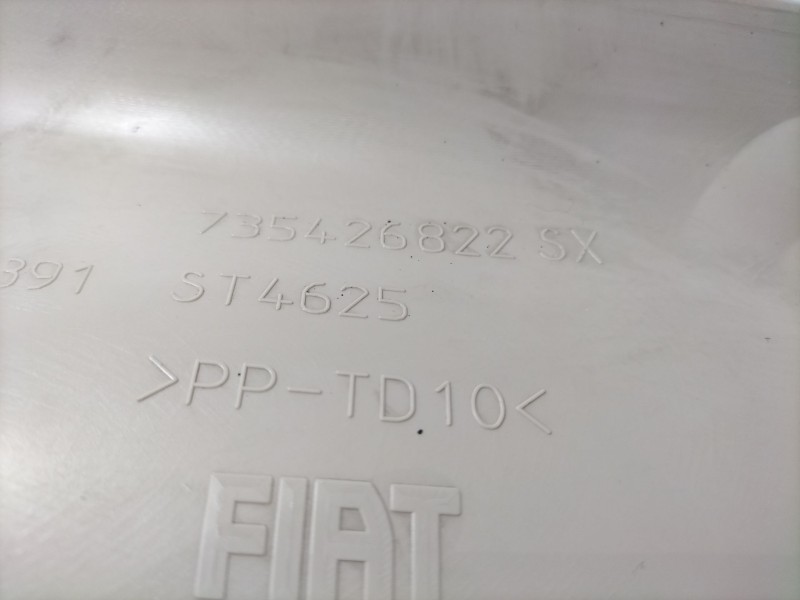 735426822 SX
391 ST4625
>PP-TD10<
FIAT